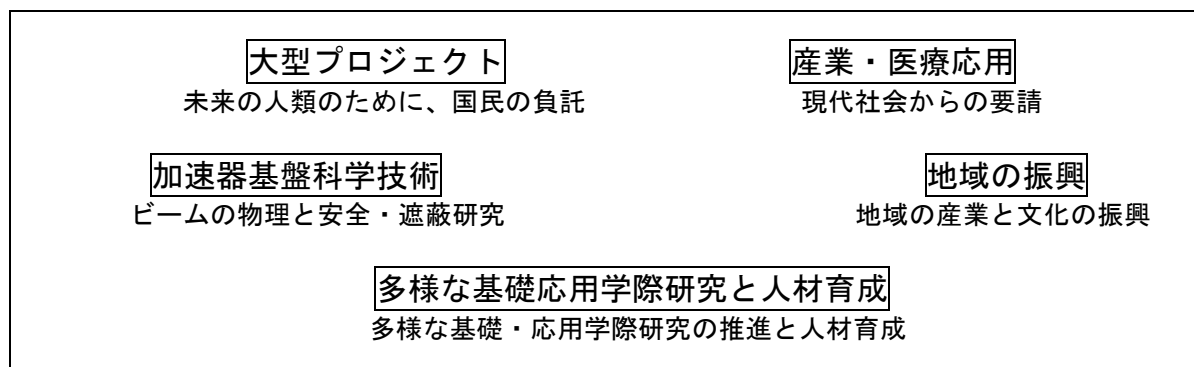 大型プロジェクト
未来の人類のために、国民の負託
産業・医療応用
現代社会からの要請
加速器基盤科学技術
ビームの物理と安全・遮蔽研究
地域の振興
地域の産業と文化の振興
多様な基礎応用学際研究と人材育成
多様な基礎・応用学際研究の推進と人材育成